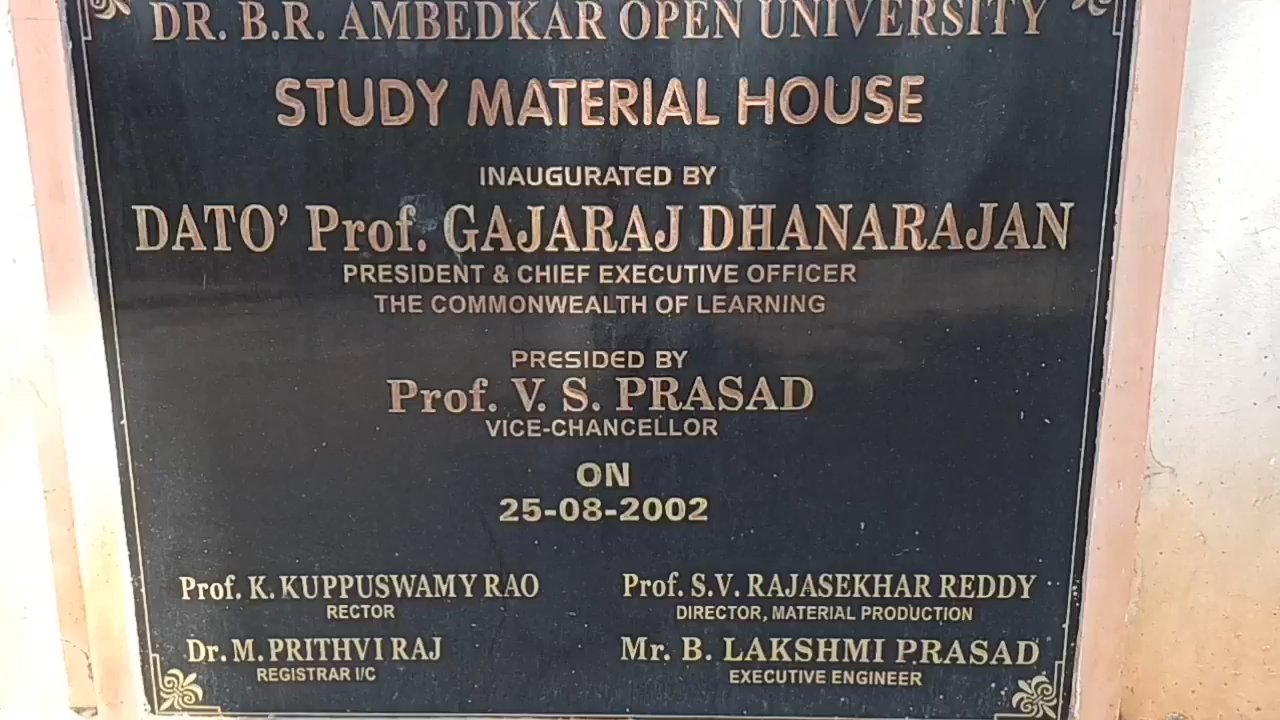 DR. B.R. AMBEDKAR OPEN UNIVERSITY
STUDY MATERIAL HOUSE
INAUGURATED BY
DATO' Prof. GAJARAJ DHANARAJAN
PRESIDENT & CHIEF EXECUTIVE OFFICER
THE COMMONWEALTH OF LEARNING
PRESIDED BY
Prof. V. S. PRASAD
VICE-CHANCELLOR
ON
25-08-2002
Prof. K. KUPPUSWAMY RAO
RECTOR
Prof. S.V. RAJASEKHAR REDDY
DIRECTOR, MATERIAL PRODUCTION
Dr. M. PRITHVI RAJ
REGISTRAR I/C
Mr. B. LAKSHMI PRASAD
EXECUTIVE ENGINEER